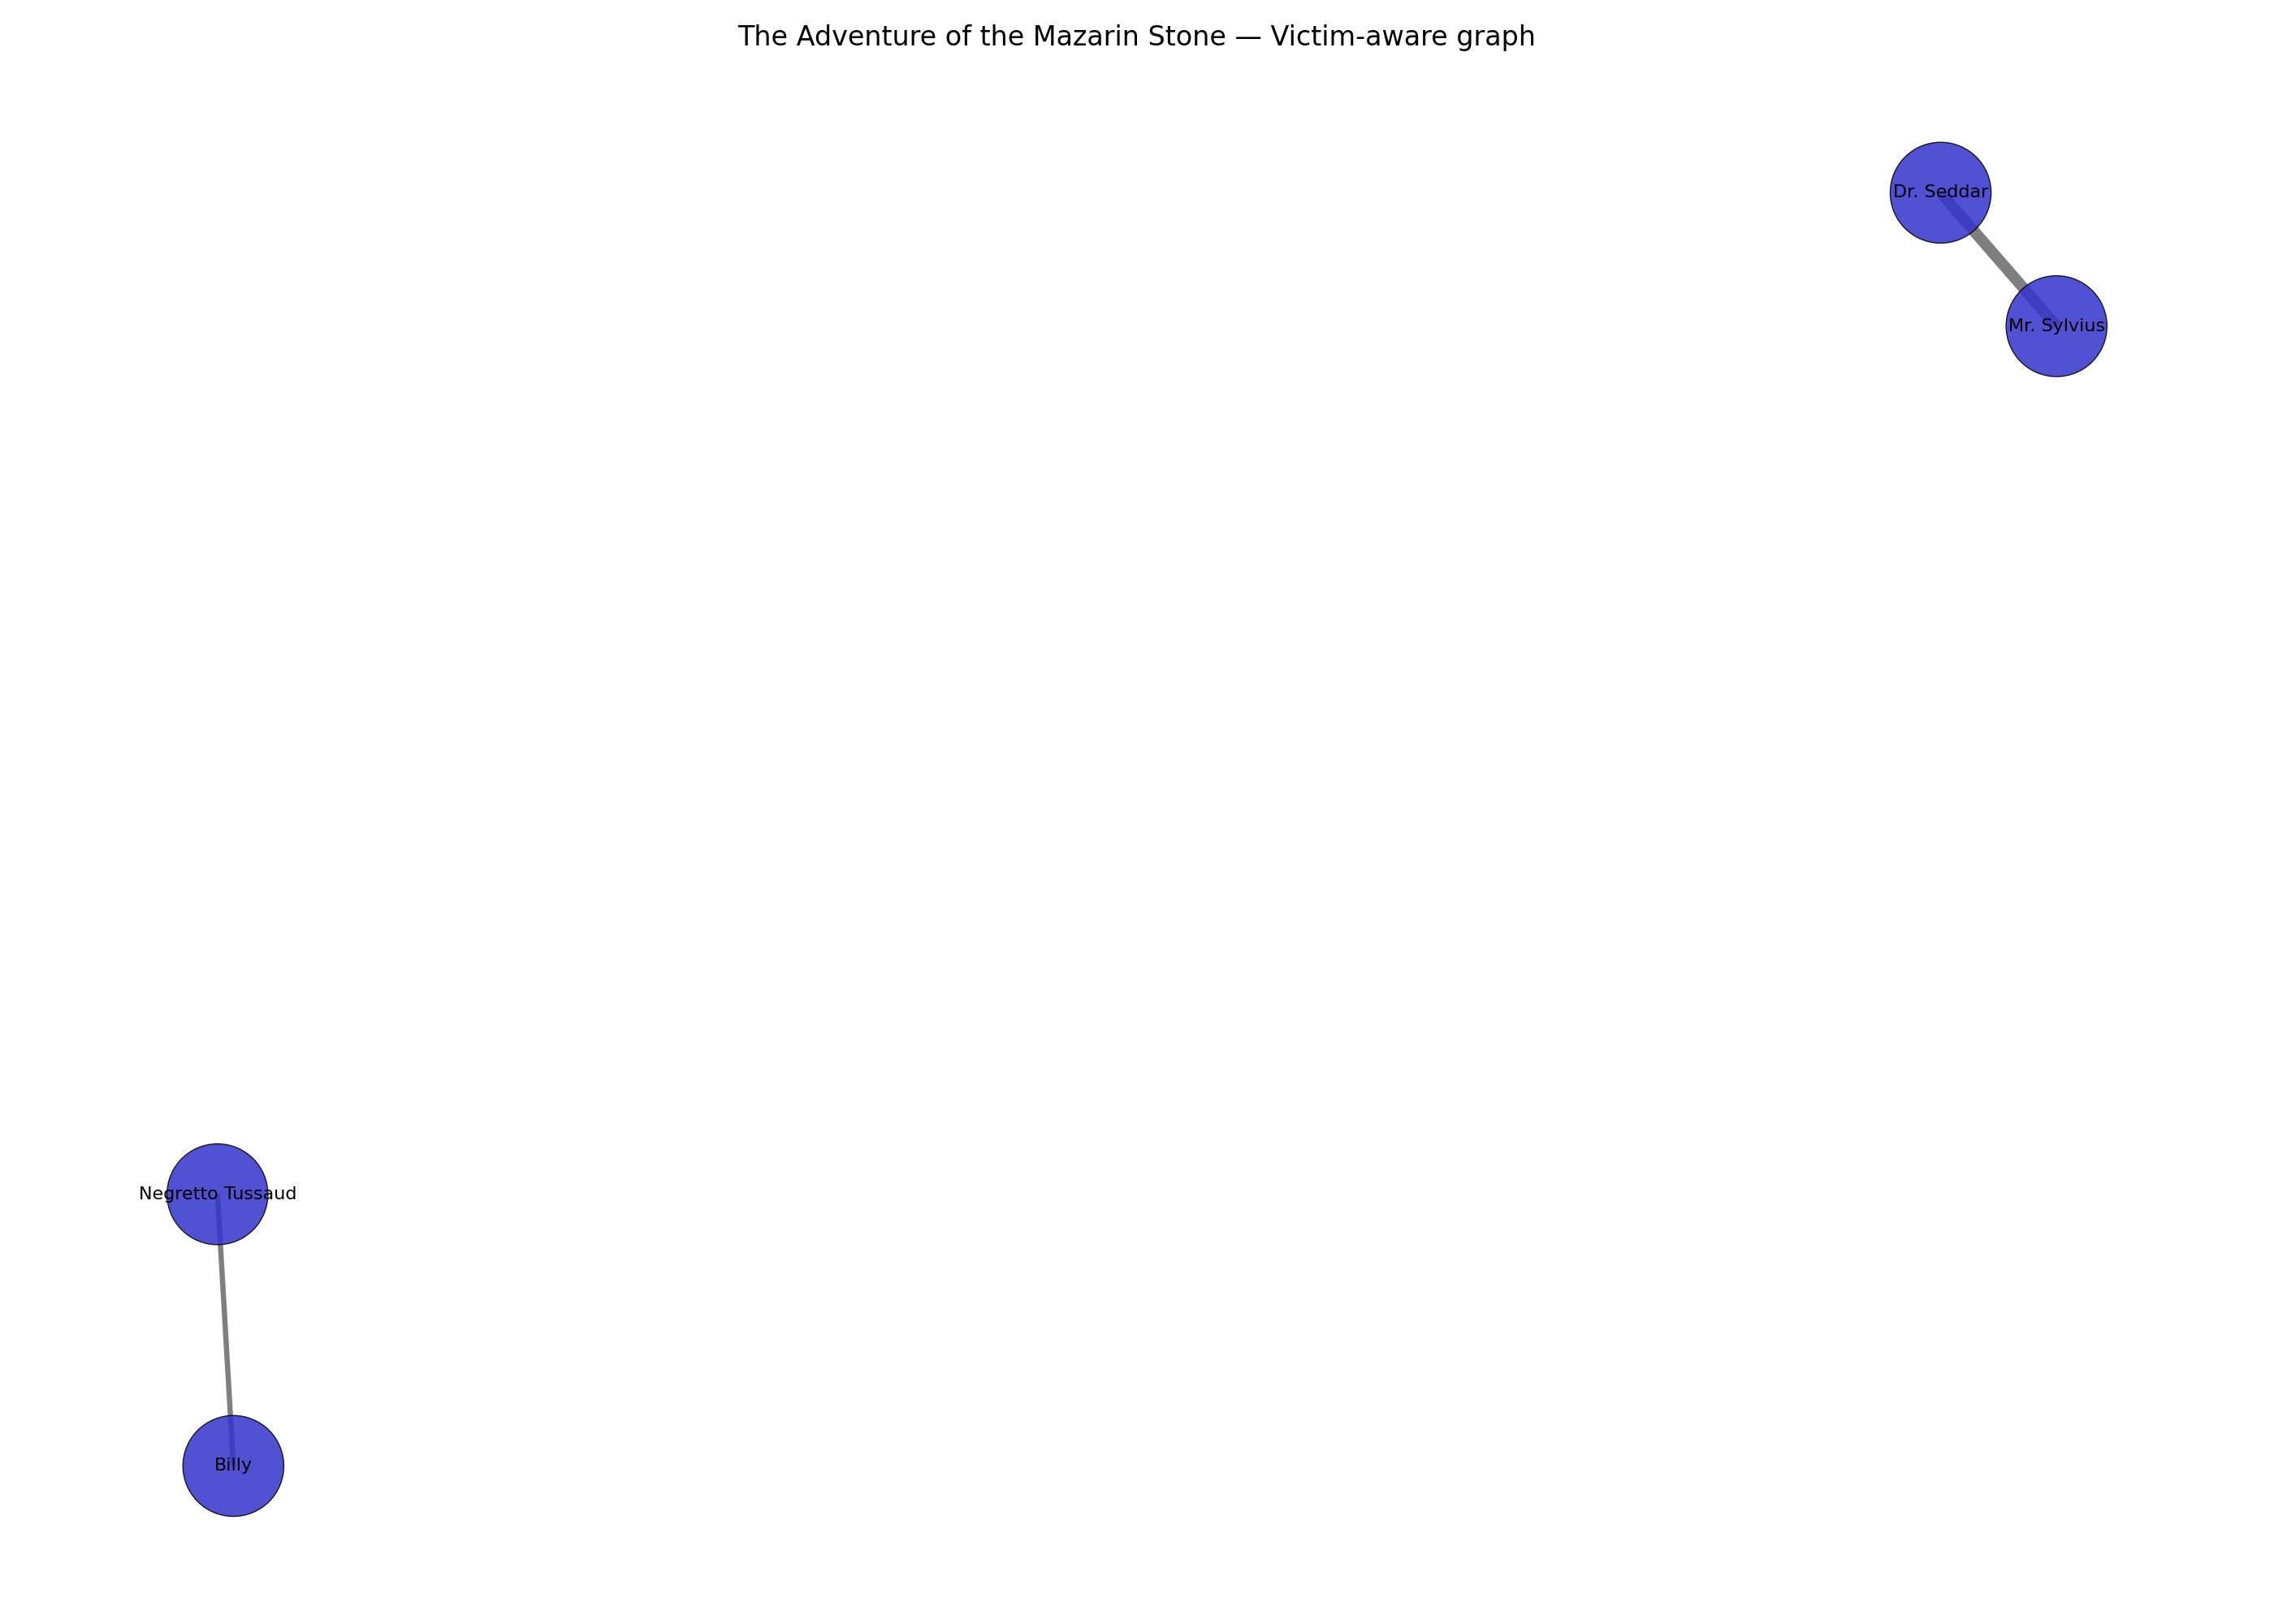 The Adventure of the Mazarin Stone — Victim-aware graph
Dr. Seddar
Mr. Sylvius
Negretto Tussaud
Billy